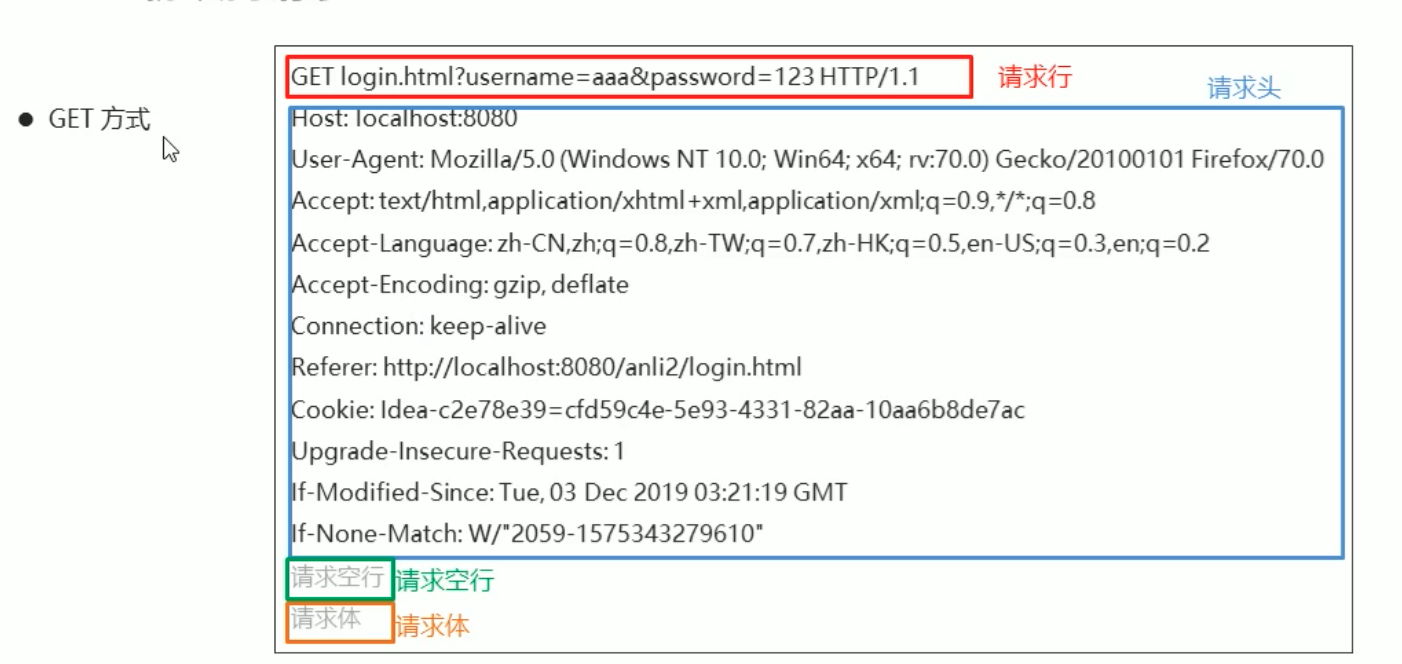 GET login.html?username=aaa&password=123 HTTP/1.1 请求行
请求头
● GET 方式
Host: localhost:8080
User-Agent: Mozilla/5.0 (Windows NT 10.0; Win64; x64; rv:70.0) Gecko/20100101 Firefox/70.0
Accept: text/html,application/xhtml+xml,application/xml;q=0.9,*/*;q=0.8
Accept-Language: zh-CN,zh;q=0.8,zh-TW;q=0.7,zh-HK;q=0.5,en-US;q=0.3,en;q=0.2
Accept-Encoding: gzip, deflate
Connection: keep-alive
Referer: http://localhost:8080/anli2/login.html
Cookie: Idea-c2e78e39=cfd59c4e-5e93-4331-82aa-10aa6b8de7ac
Upgrade-Insecure-Requests: 1
If-Modified-Since: Tue, 03 Dec 2019 03:21:19 GMT
If-None-Match: W/"2059-1575343279610"
请求空行 请求空行
请求体 请求体